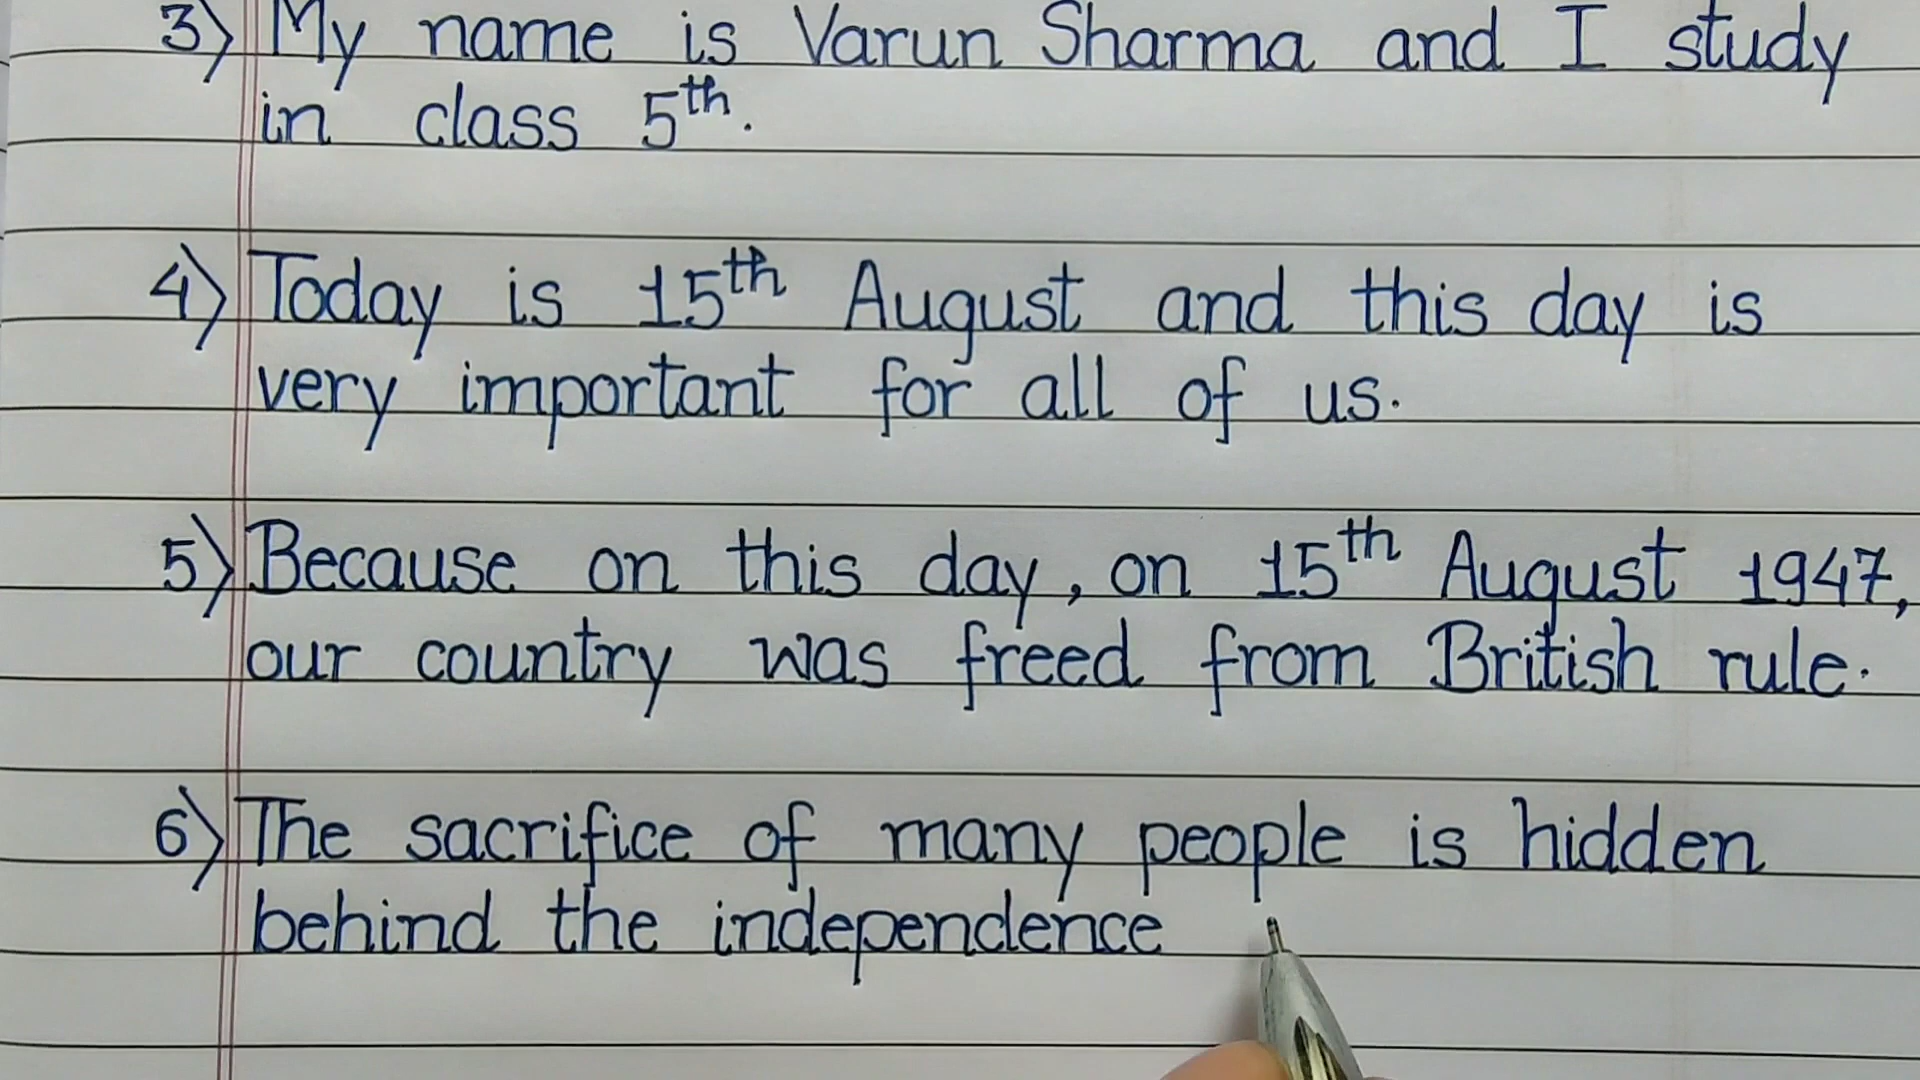 3) My name is Varun Sharma and I study
in class 5th.
4) Today is 15th August and this day is
very important for all of us.
5) Because on this day, on 15th August 1947,
our country was freed from British rule.
6) The sacrifice of many people is hidden
behind the independence